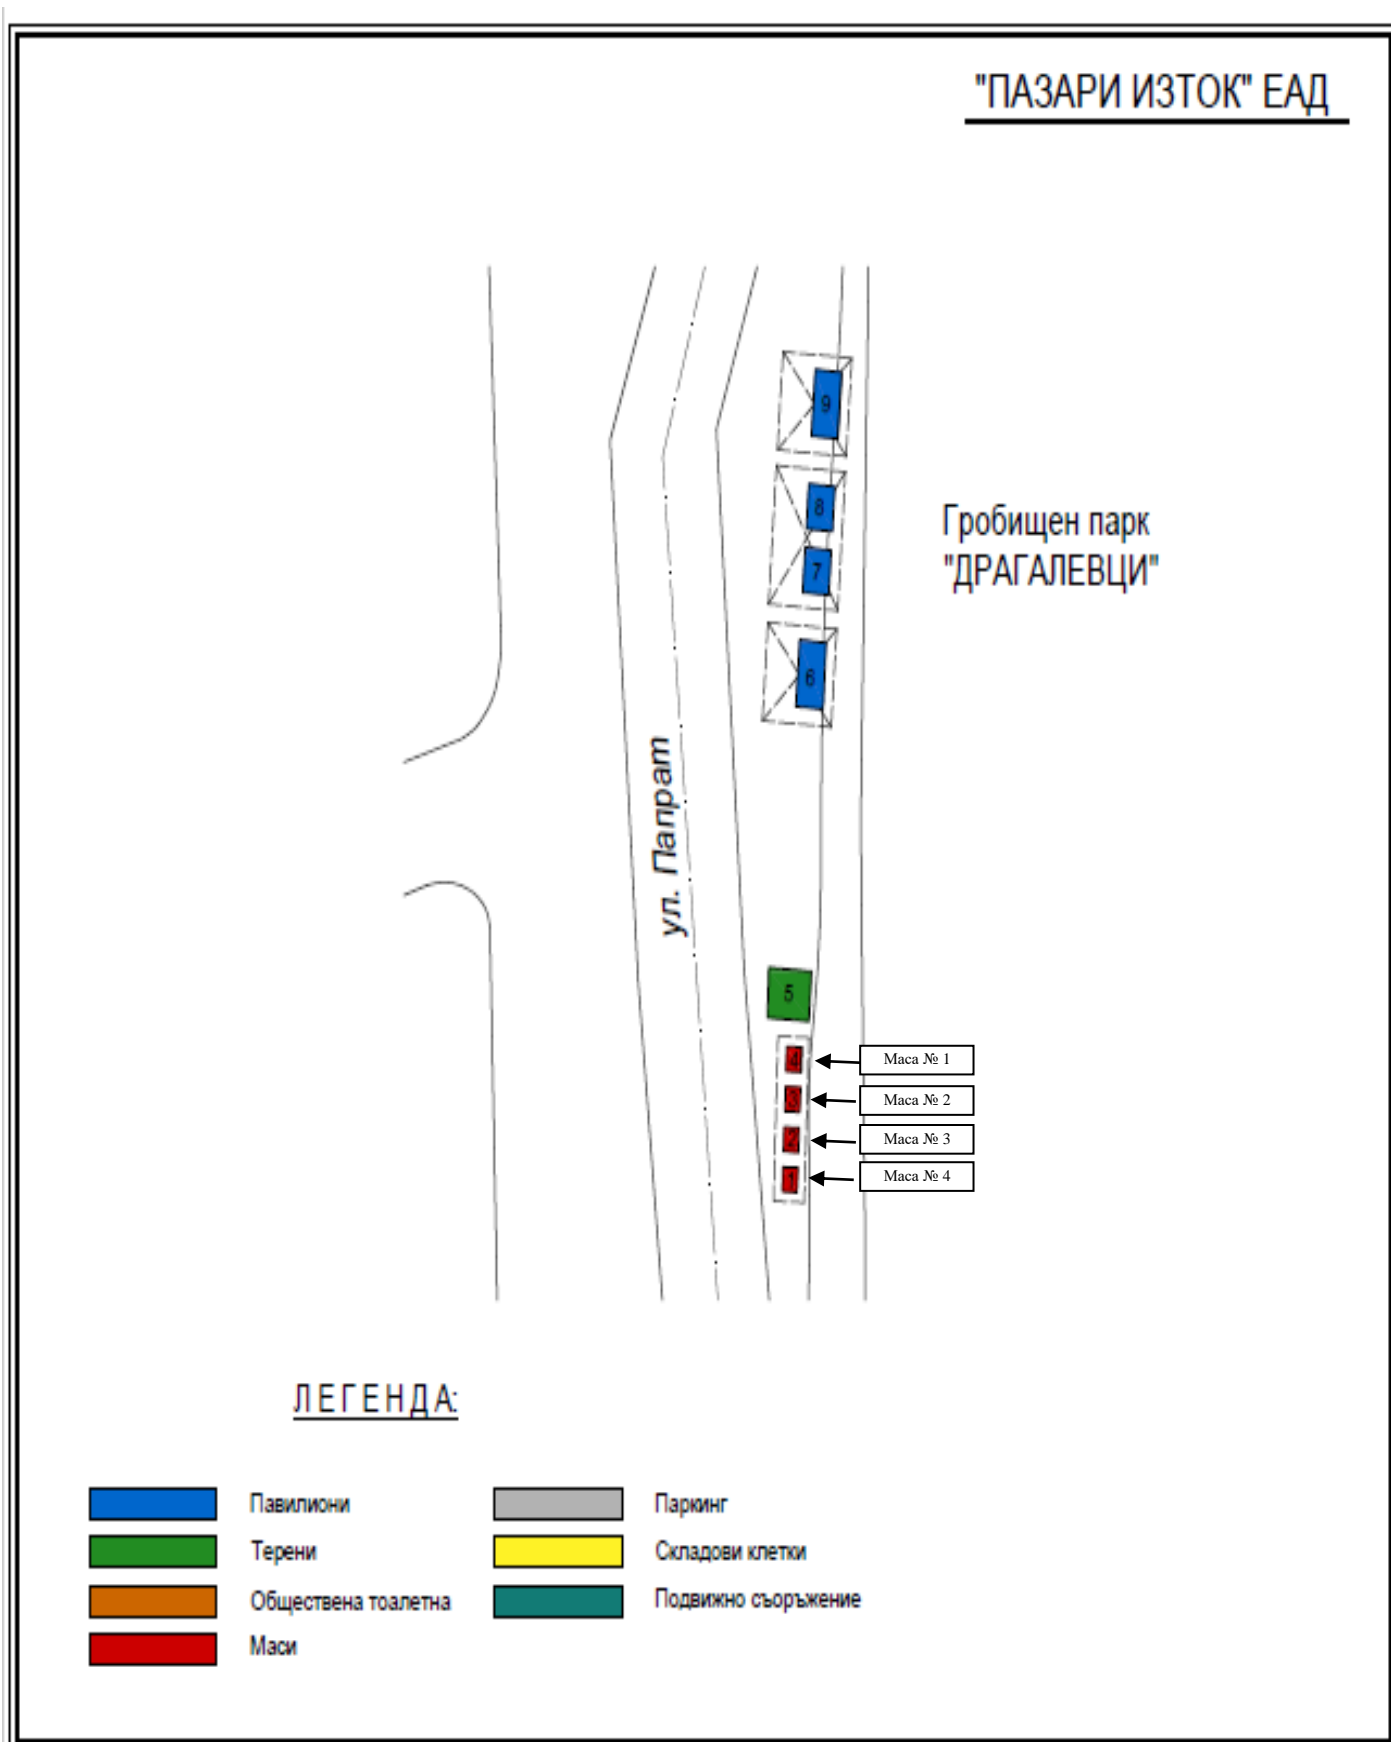 "ПАЗАРИ ИЗТОК" ЕАД
9
8
Гробищен парк
"ДРАГАЛЕВЦИ"
7
6
ул. Папрат
5
4
Маса № 1
3
Маса № 2
2
Маса № 3
1
Маса № 4
ЛЕГЕНДА:
Павилиони
Паркинг
Терени
Складови клетки
Обществена тоалетна
Подвижно съоръжение
Маси